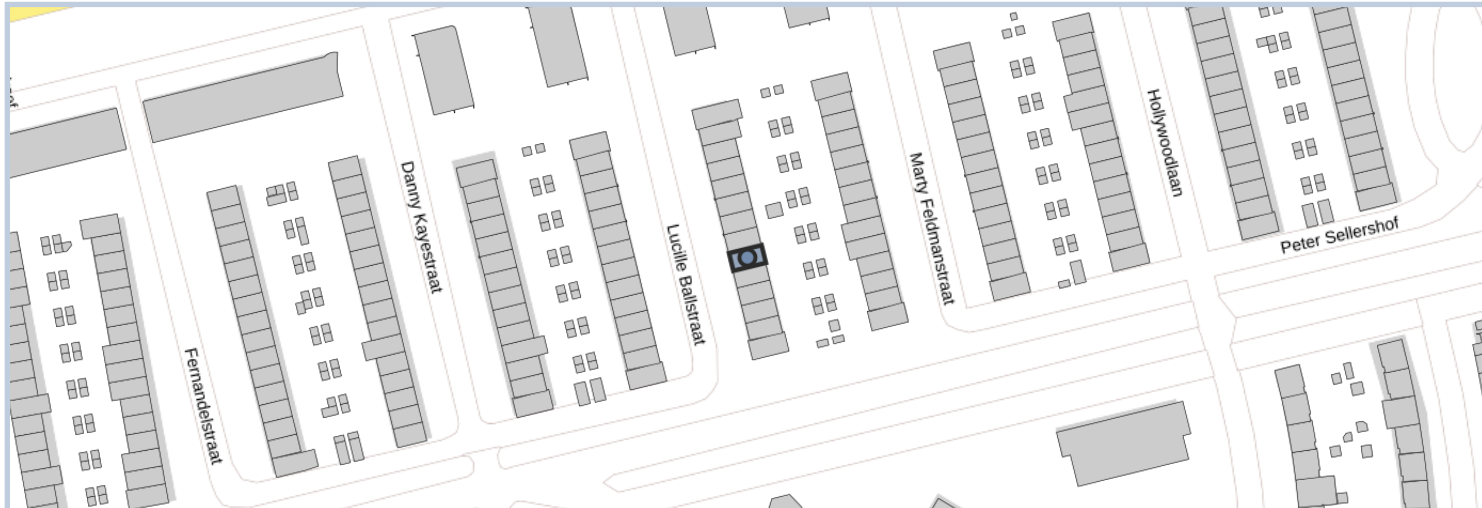 Hollywoodlaan
Marty Feldmanstraat
Danny Kayestraat
Peter Sellershof
Lucille Ballstraat
Fernandelstraat